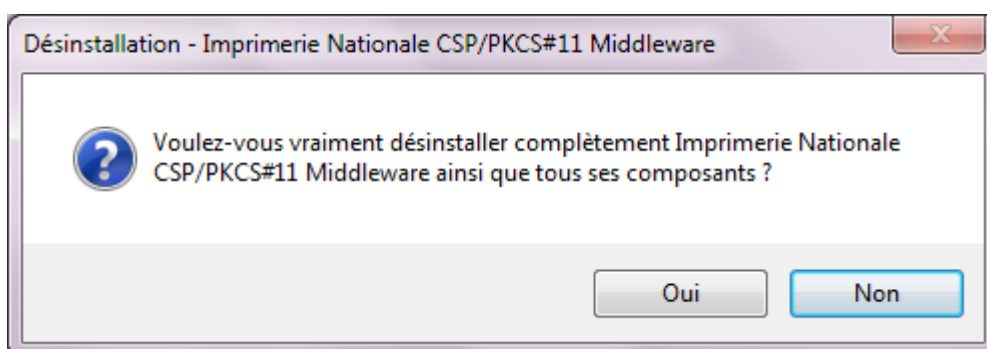 Désinstallation - Imprimerie Nationale CSP/PKCS#11 Middleware
Voulez-vous vraiment désinstaller complètement Imprimerie Nationale
CSP/PKCS#11 Middleware ainsi que tous ses composants ?
Oui
Non